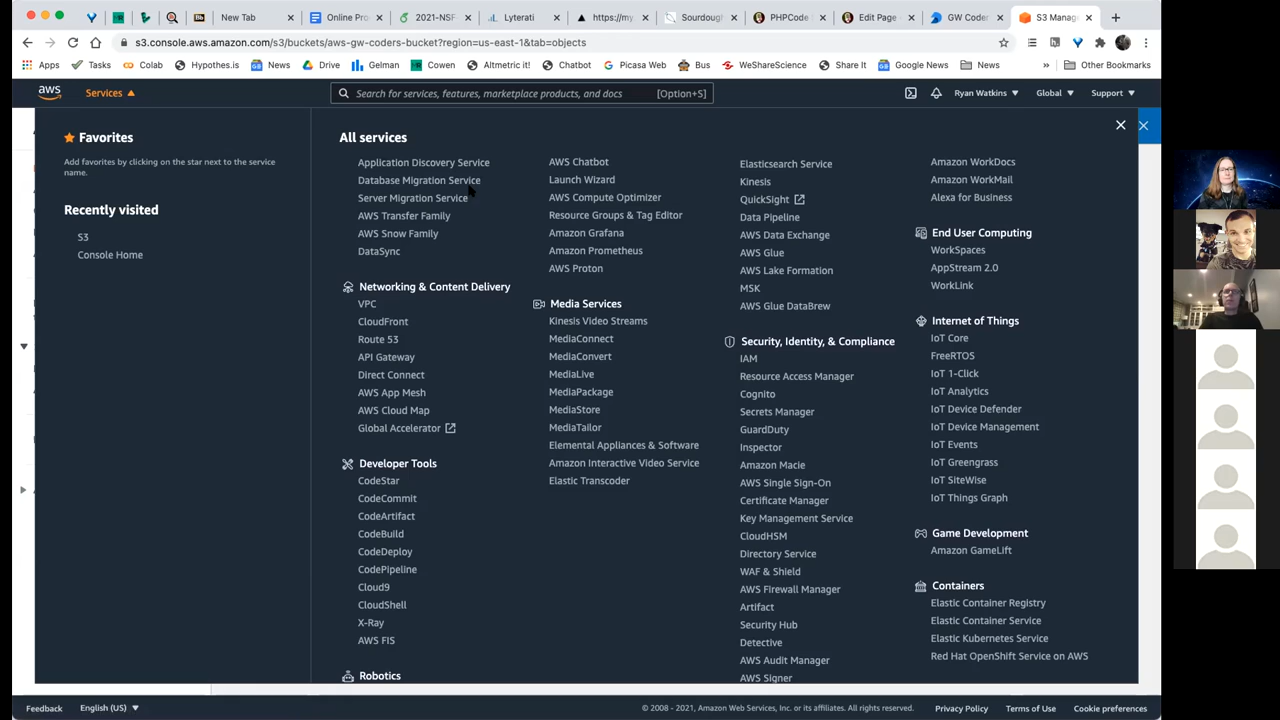 New Tab
Online Pro
2021-NSF-
Lyterati
https://my
Sourdough
PHPCode
Edit Page
GW Coder
S3 Manag
s3.console.aws.amazon.com/s3/buckets/aws-gw-coders-bucket?region=us-east-1&tab=objects
Apps
Tasks
Colab
Hypothes.is
News
Drive
Gelman
Cowen
Altmetric it!
Chatbot
Picasa Web
Bus
WeShareScience
Share It
Google News
News
»
Other Bookmarks
aws
Services
Search for services, features, marketplace products, and docs
[Option+S]
Ryan Watkins
Global
Support
Favorites
Add favorites by clicking on the star next to the service
name.
Recently visited
S3
Console Home
All services
Application Discovery Service
Database Migration Service
Server Migration Service
AWS Transfer Family
AWS Snow Family
DataSync
Networking & Content Delivery
VPC
CloudFront
Route 53
API Gateway
Direct Connect
AWS App Mesh
AWS Cloud Map
Global Accelerator
Developer Tools
CodeStar
CodeCommit
CodeArtifact
CodeBuild
CodeDeploy
CodePipeline
Cloud9
CloudShell
X-Ray
AWS FIS
Robotics
AWS Chatbot
Launch Wizard
AWS Compute Optimizer
Resource Groups & Tag Editor
Amazon Grafana
Amazon Prometheus
AWS Proton
Media Services
Kinesis Video Streams
MediaConnect
MediaConvert
MediaLive
MediaPackage
MediaStore
MediaTailor
Elemental Appliances & Software
Amazon Interactive Video Service
Elastic Transcoder
Elasticsearch Service
Kinesis
QuickSight
Data Pipeline
AWS Data Exchange
AWS Glue
AWS Lake Formation
MSK
AWS Glue DataBrew
Security, Identity, & Compliance
IAM
Resource Access Manager
Cognito
Secrets Manager
GuardDuty
Inspector
Amazon Macie
AWS Single Sign-On
Certificate Manager
Key Management Service
CloudHSM
Directory Service
WAF & Shield
AWS Firewall Manager
Artifact
Security Hub
Detective
AWS Audit Manager
AWS Signer
Amazon WorkDocs
Amazon WorkMail
Alexa for Business
End User Computing
WorkSpaces
AppStream 2.0
WorkLink
Internet of Things
IoT Core
FreeRTOS
IoT 1-Click
IoT Analytics
IoT Device Defender
IoT Device Management
IoT Events
IoT Greengrass
IoT SiteWise
IoT Things Graph
Game Development
Amazon GameLift
Containers
Elastic Container Registry
Elastic Container Service
Elastic Kubernetes Service
Red Hat OpenShift Service on AWS
Feedback
English (US)
© 2008 - 2021, Amazon Web Services, Inc. or its affiliates. All rights reserved.
Privacy Policy
Terms of Use
Cookie preferences